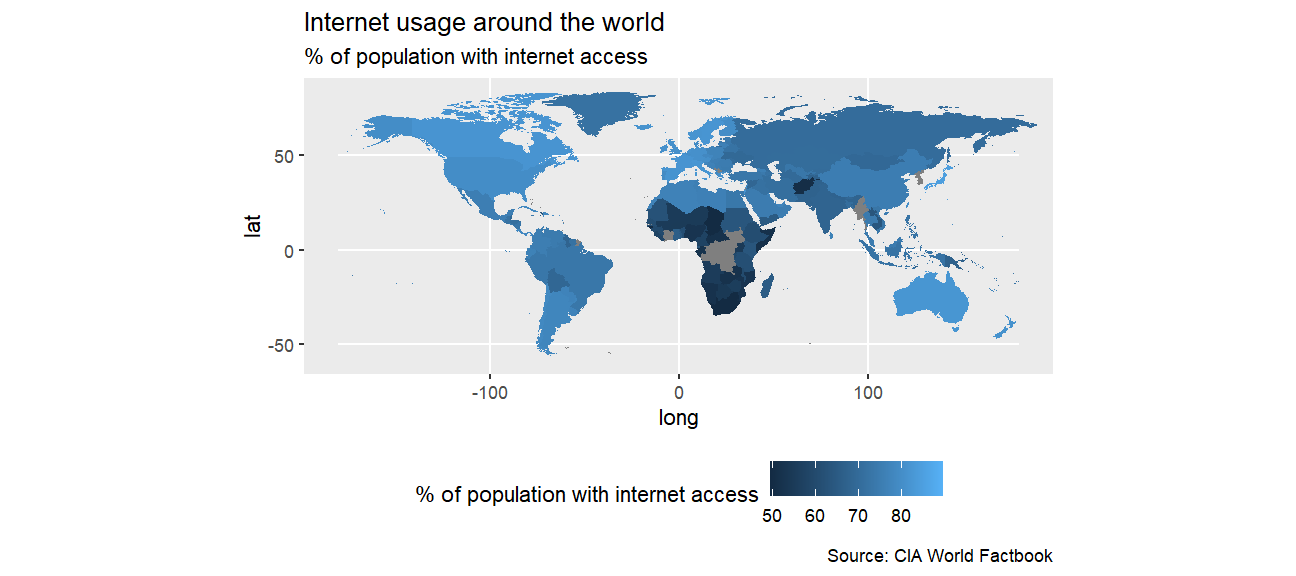 Internet usage around the world
% of population with internet access
lat
50
0
-50
-100 0 100
long
% of population with internet access
50 60 70 80
Source: CIA World Factbook